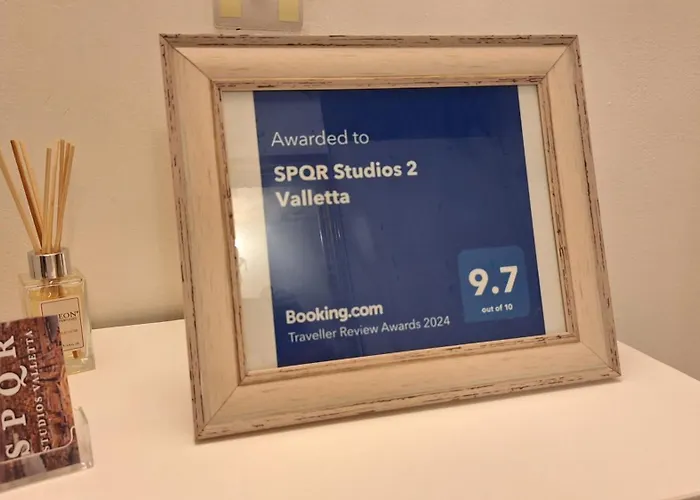 Awarded to
SPQR Studios 2
Valletta
9.7
out of 10
Booking.com
Traveller Review Awards 2024
SPQR
STUDIOS VALLETTA